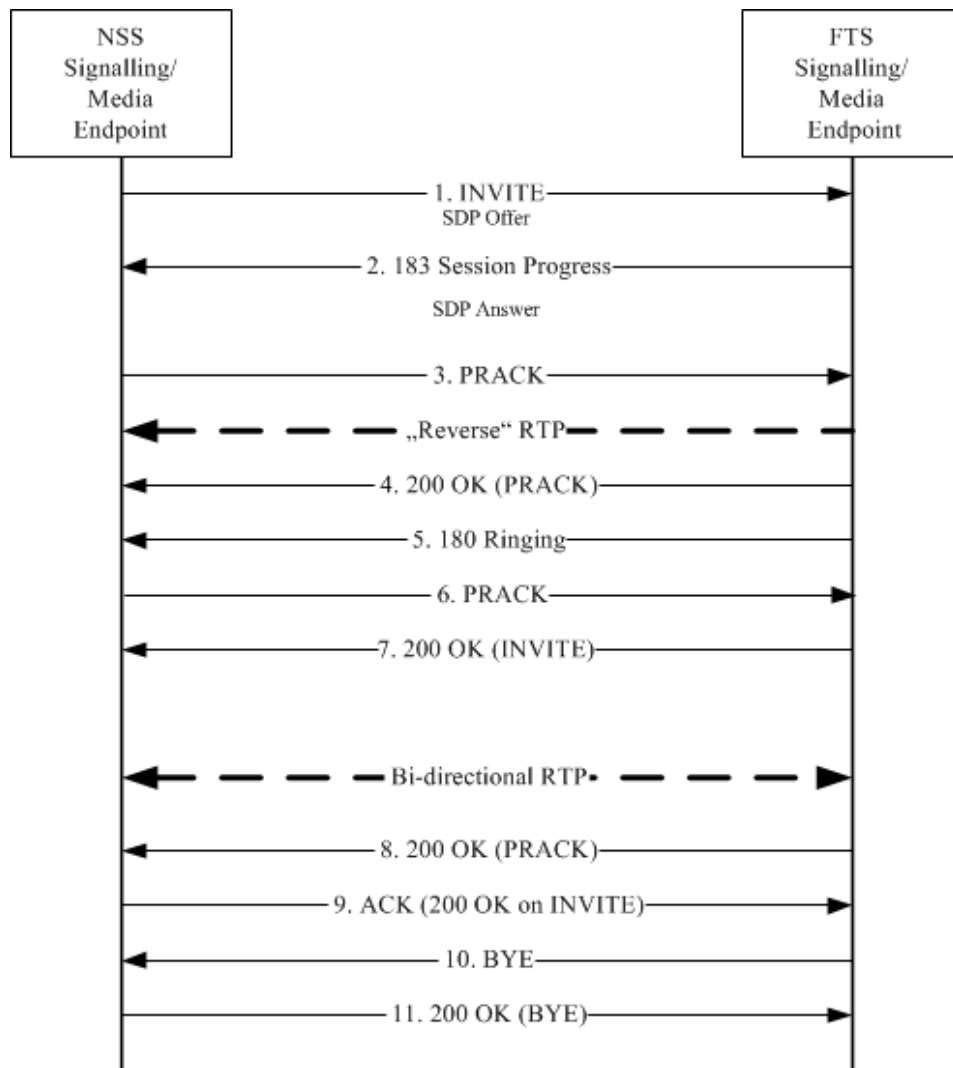 NSS
Signalling/
Media
Endpoint
FTS
Signalling/
Media
Endpoint
1. INVITE
SDP Offer
2. 183 Session Progress
SDP Answer
3. PRACK
„Reverse“ RTP
4. 200 OK (PRACK)
5. 180 Ringing
6. PRACK
7. 200 OK (INVITE)
Bi-directional RTP
8. 200 OK (PRACK)
9. ACK (200 OK on INVITE)
10. BYE
11. 200 OK (BYE)